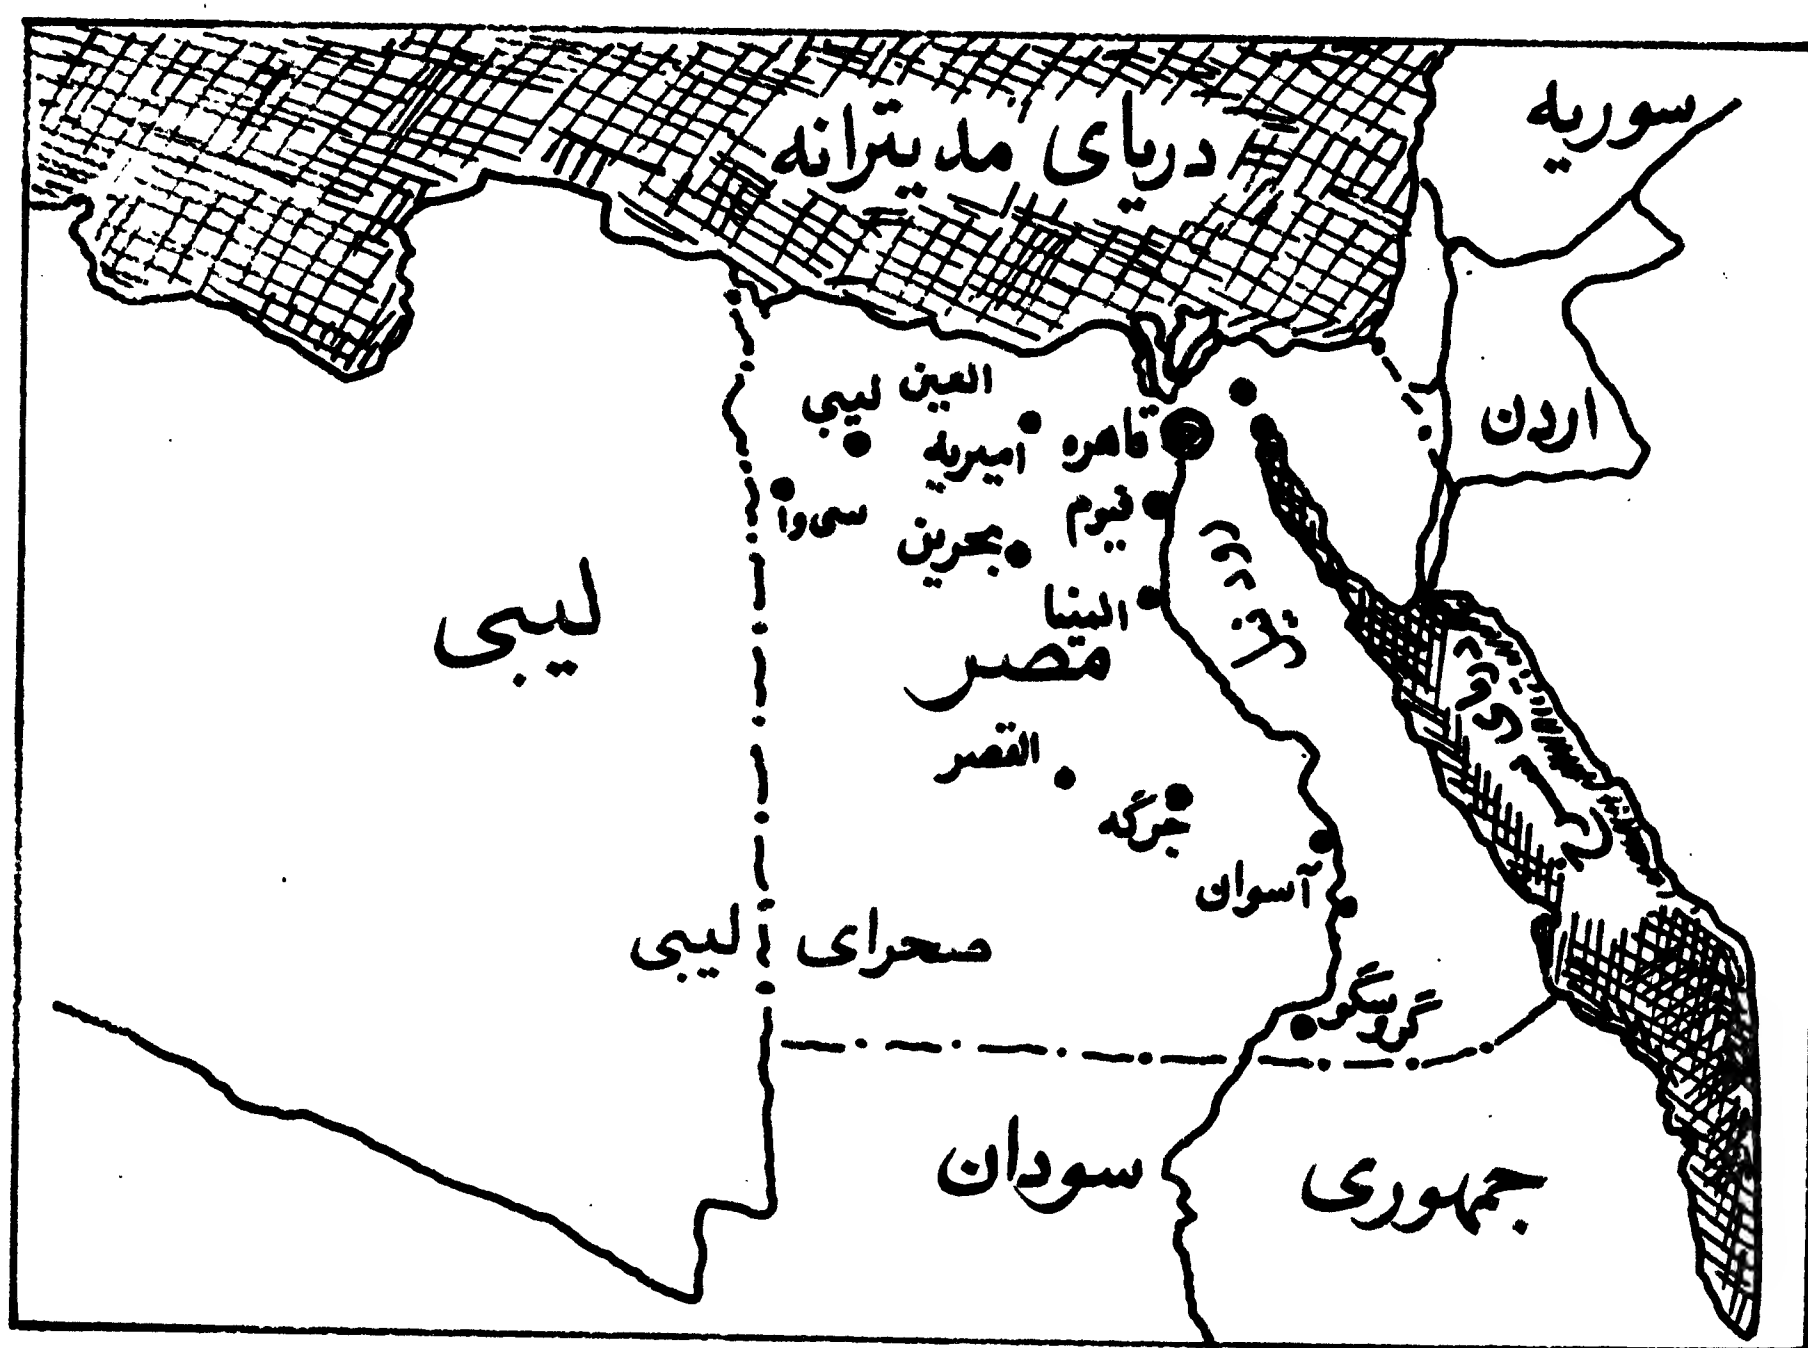 سوریه
دریای مدیترانه
اردن
العین
لیبی
امیریه
قاهره
سی‌وا
فیوم
بحرین
المینا
لیبی
مصر
القصر
جرگه
آسوان
صحرای لیبی
گروسگو
جمهوری سودان